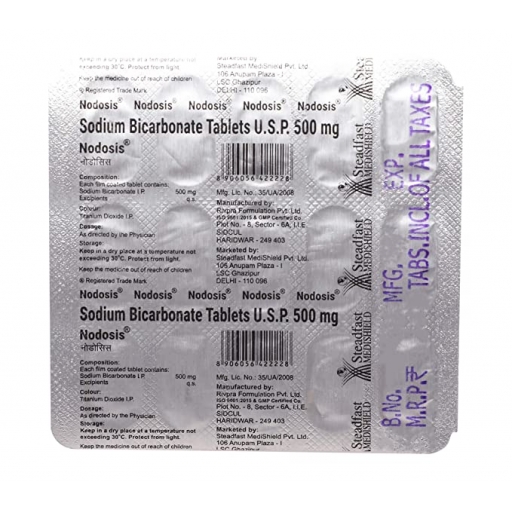 Marketed by:
Store in a dry place at a temperature not Steadfast MediShield Pvt. Ltd.
exceeding 30°C. Protect from light. 106 Anupam Plaza - I
Keep the medicine out of reach of children LSC Ghazipur
® Registered Trade Mark DELHI - 110 096
Nodosis® Nodosis® Nodosis® Nodosis® Nodosis®
Sodium Bicarbonate Tablets U.S.P. 500 mg
Nodosis®
नोडोसिस
8 906056 422228
Composition:
Each film coated tablet contains:
Sodium Bicarbonate I.P. 500 mg
Excipients q.s.
Colour:
Titanium Dioxide I.P.
Dosage:
As directed by the Physician
Storage:
Keep in a dry place at a temperature not
exceeding 30°C. Protect from light.
Keep the medicine out of reach of children
® Registered Trade Mark
Mfg. Lic. No.: 35/UA/2008
Manufactured by:
Rivpra Formulation Pvt. Ltd.
ISO 9001:2015 & GMP Certified Co.
Plot No. - 8, Sector - 6A, I.I.E.
SIDCUL
HARIDWAR - 249 403
Marketed by:
Steadfast MediShield Pvt. Ltd.
106 Anupam Plaza - I
LSC Ghazipur
DELHI - 110 096
Nodosis® Nodosis® Nodosis® Nodosis® Nodosis®
Sodium Bicarbonate Tablets U.S.P. 500 mg
Nodosis®
नोडोसिस
8 906056 422228
Composition:
Each film coated tablet contains:
Sodium Bicarbonate I.P. 500 mg
Excipients q.s.
Colour:
Titanium Dioxide I.P.
Dosage:
As directed by the Physician
Storage:
Keep in a dry place at a temperature not
exceeding 30°C. Protect from light.
Keep the medicine out of reach of children
Mfg. Lic. No.: 35/UA/2008
Manufactured by:
Rivpra Formulation Pvt. Ltd.
ISO 9001:2015 & GMP Certified Co.
Plot No. - 8, Sector - 6A, I.I.E.
SIDCUL
HARIDWAR - 249 403
Marketed by:
Steadfast MediShield Pvt. Ltd.
106 Anupam Plaza - I
LSC Ghazipur
Steadfast
MEDISHIELD
Steadfast
MEDISHIELD
Steadfast
MEDISHIELD
Steadfast
MEDISHIELD
B.No. MFG. EXP.
M.R.P.₹ TABS.INCL.OF ALL TAXES